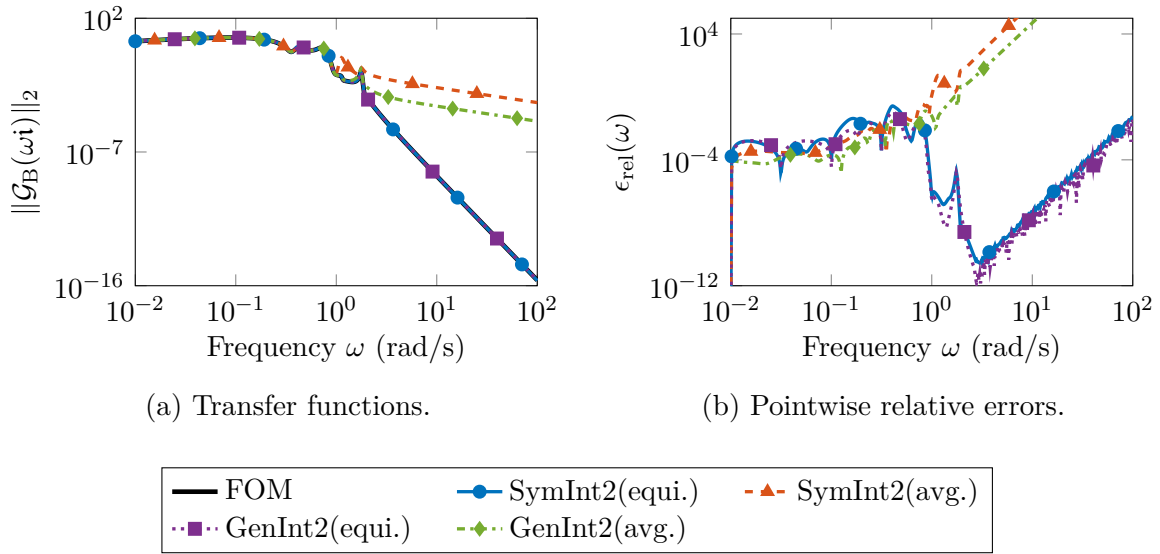 10^2
10^−7
10^−16
‖𝒢_B(ωi)‖_2
10^−2 10^−1 10^0 10^1 10^2
Frequency ω (rad/s)
(a) Transfer functions.
10^4
10^−4
10^−12
ϵ_rel(ω)
10^−2 10^−1 10^0 10^1 10^2
Frequency ω (rad/s)
(b) Pointwise relative errors.
FOM SymInt2(equi.) SymInt2(avg.)
GenInt2(equi.) GenInt2(avg.)